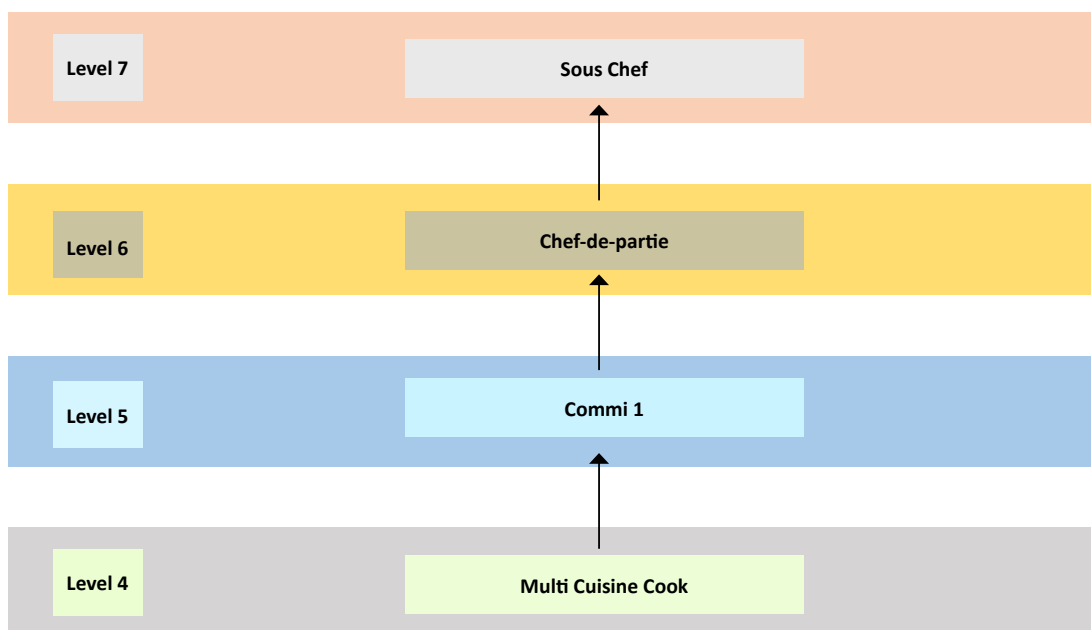 Level 7
Sous Chef
Level 6
Chef-de-partie
Level 5
Commi 1
Level 4
Multi Cuisine Cook